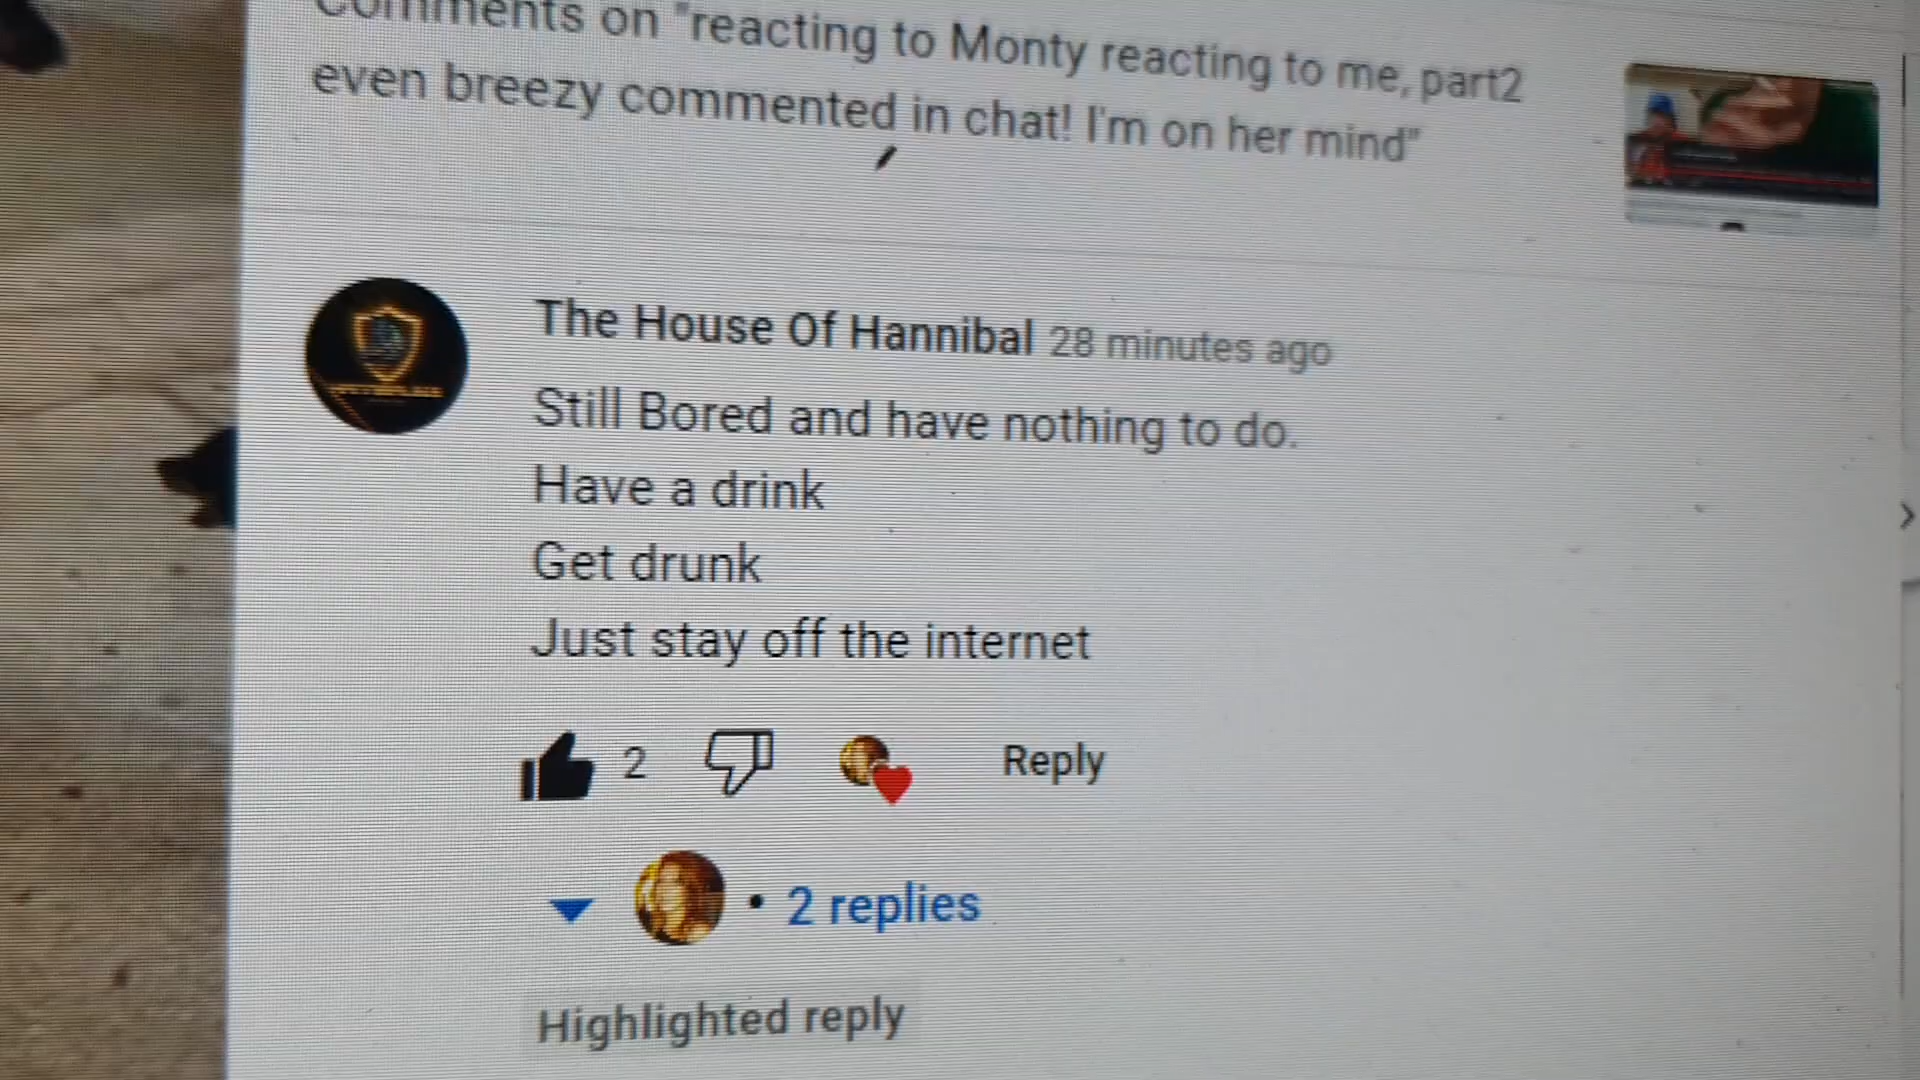 Comments on "reacting to Monty reacting to me, part2
even breezy commented in chat! I'm on her mind"
The House Of Hannibal 28 minutes ago
Still Bored and have nothing to do.
Have a drink
Get drunk
Just stay off the internet
2
Reply
• 2 replies
Highlighted reply